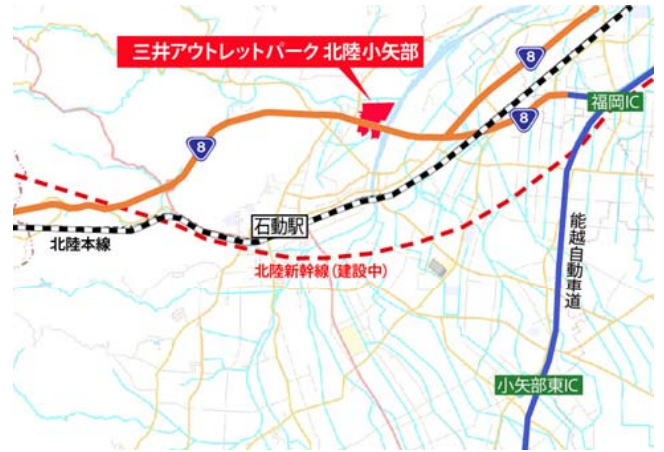 三井アウトレットパーク 北陸小矢部
8
8
8
福岡IC
石動駅
北陸本線
北陸新幹線(建設中)
能越自動車道
小矢部東IC